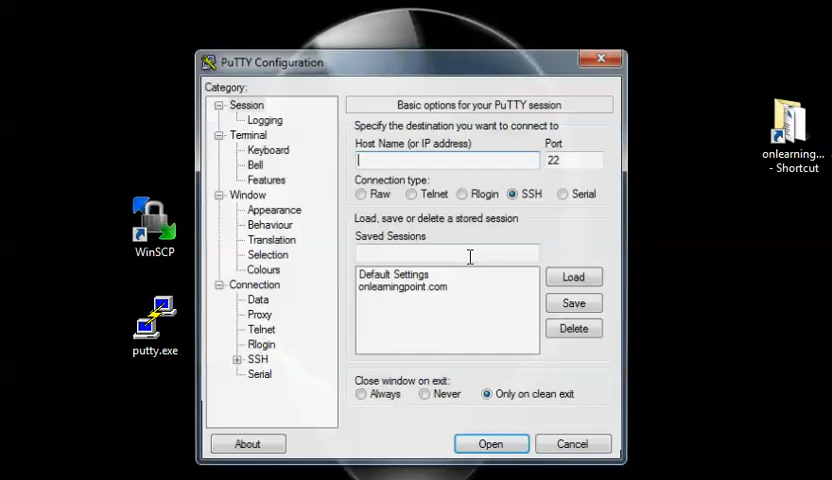 PuTTY Configuration
Category:
Session
Logging
Terminal
Keyboard
Bell
Features
Window
Appearance
Behaviour
Translation
Selection
Colours
Connection
Data
Proxy
Telnet
Rlogin
SSH
Serial
Basic options for your PuTTY session
Specify the destination you want to connect to
Host Name (or IP address) Port
22
Connection type:
Raw Telnet Rlogin SSH Serial
Load, save or delete a stored session
Saved Sessions
Default Settings
onlearningpoint.com
Load
Save
Delete
Close window on exit:
Always Never Only on clean exit
About Open Cancel
WinSCP
putty.exe
onlearning...
- Shortcut